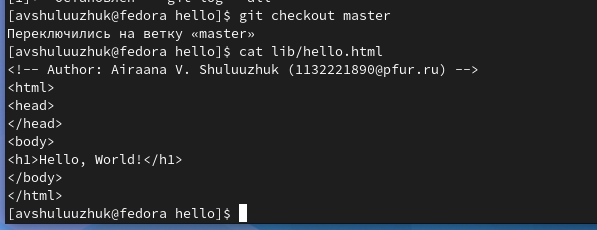 [avshuluuzhuk@fedora hello]$ git checkout master
Переключились на ветку «master»
[avshuluuzhuk@fedora hello]$ cat lib/hello.html
<!-- Author: Airaana V. Shuluuzhuk (1132221890@pfur.ru) -->
<html>
<head>
</head>
<body>
<h1>Hello, World!</h1>
</body>
</html>
[avshuluuzhuk@fedora hello]$